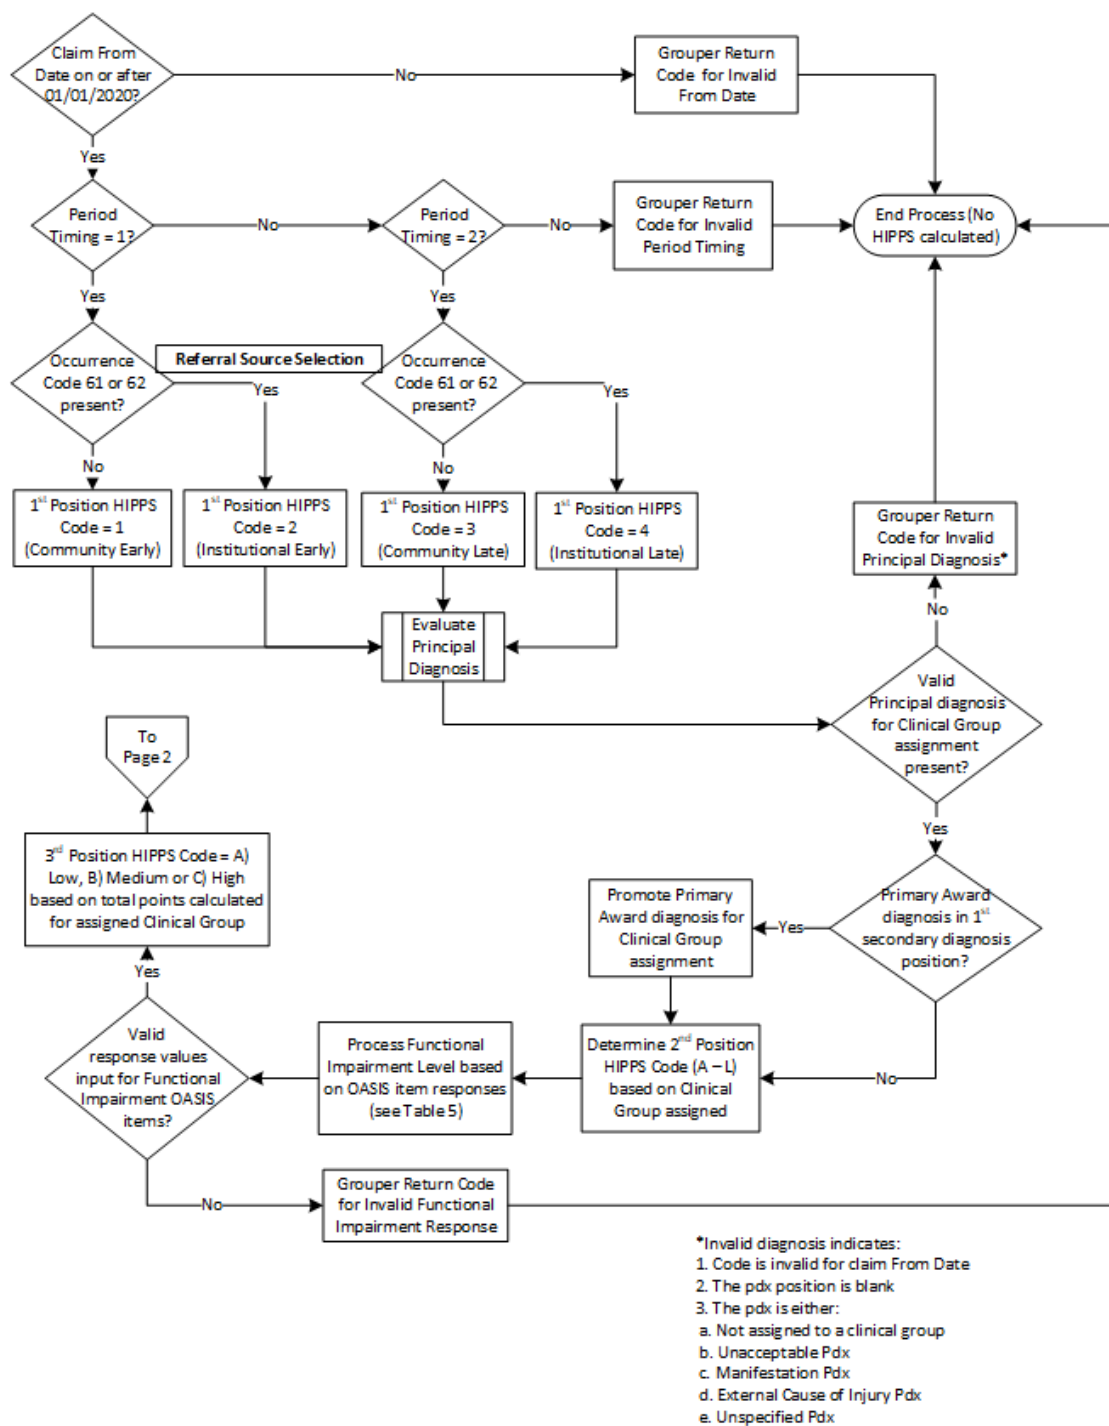 Claim From
Date on or after
01/01/2020?
No
Grouper Return
Code for Invalid
From Date
Yes
Period
Timing = 1?
No
Period
Timing = 2?
No
Grouper Return
Code for Invalid
Period Timing
End Process (No
HIPPS calculated)
Yes
Yes
Occurrence
Code 61 or 62
present?
Referral Source Selection
Yes
Occurrence
Code 61 or 62
present?
Yes
No
No
1st Position HIPPS
Code = 1
(Community Early)
1st Position HIPPS
Code = 2
(Institutional Early)
1st Position HIPPS
Code = 3
(Community Late)
1st Position HIPPS
Code = 4
(Institutional Late)
Grouper Return
Code for Invalid
Principal Diagnosis*
No
Evaluate
Principal
Diagnosis
Valid
Principal diagnosis
for Clinical Group
assignment
present?
Yes
To
Page 2
3rd Position HIPPS Code = A)
Low, B) Medium or C) High
based on total points calculated
for assigned Clinical Group
Yes
Promote Primary
Award diagnosis for
Clinical Group
assignment
Yes
Primary Award
diagnosis in 1st
secondary diagnosis
position?
No
Valid
response values
input for Functional
Impairment OASIS
items?
Process Functional
Impairment Level based
on OASIS item responses
(see Table 5)
Determine 2nd Position
HIPPS Code (A – L)
based on Clinical
Group assigned
No
Grouper Return Code
for Invalid Functional
Impairment Response
*Invalid diagnosis indicates:
1. Code is invalid for claim From Date
2. The pdx position is blank
3. The pdx is either:
a. Not assigned to a clinical group
b. Unacceptable Pdx
c. Manifestation Pdx
d. External Cause of Injury Pdx
e. Unspecified Pdx